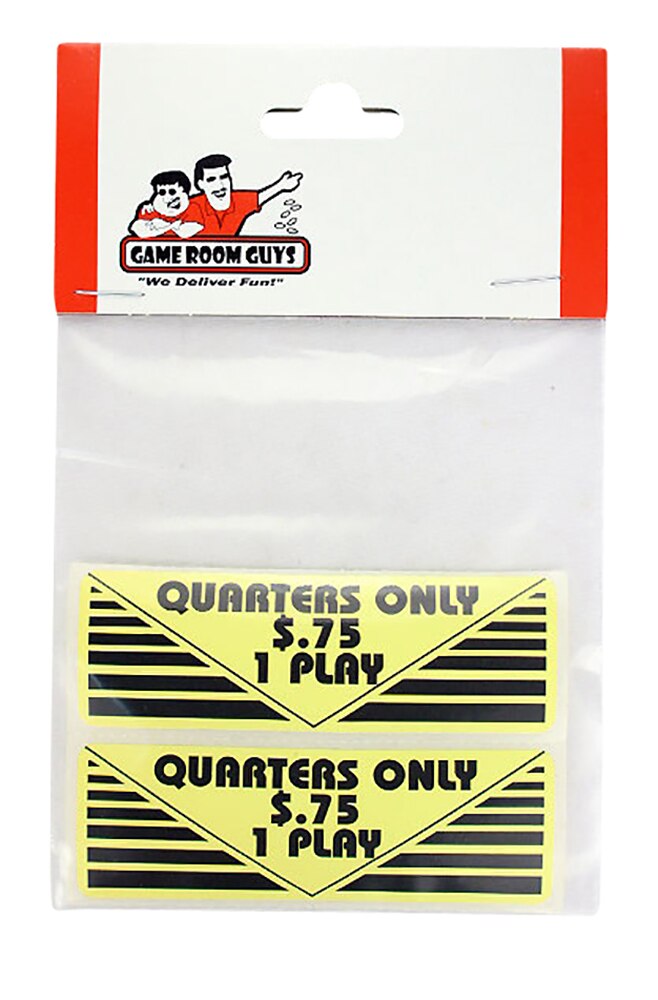 GAME ROOM GUYS
"We Deliver Fun!"
QUARTERS ONLY
$.75
1 PLAY
QUARTERS ONLY
$.75
1 PLAY